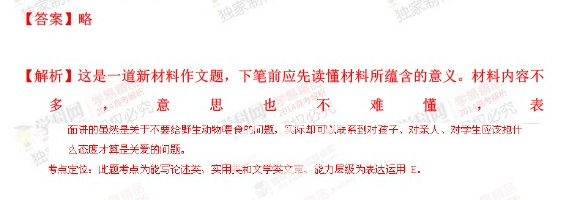 【答案】略
【解析】这是一道新材料作文题，下笔前应先读懂材料所蕴含的意义。材料内容不
多，意思也不难懂，表
面讲的虽然是关于不要给野生动物喂食的问题，实际却可以联系到对孩子、对亲人、对学生应该抱什
么态度才算是关爱的问题。
考点定位：此题考点为能写论述类、实用类和文学类文章。能力层级为表达运用 E。